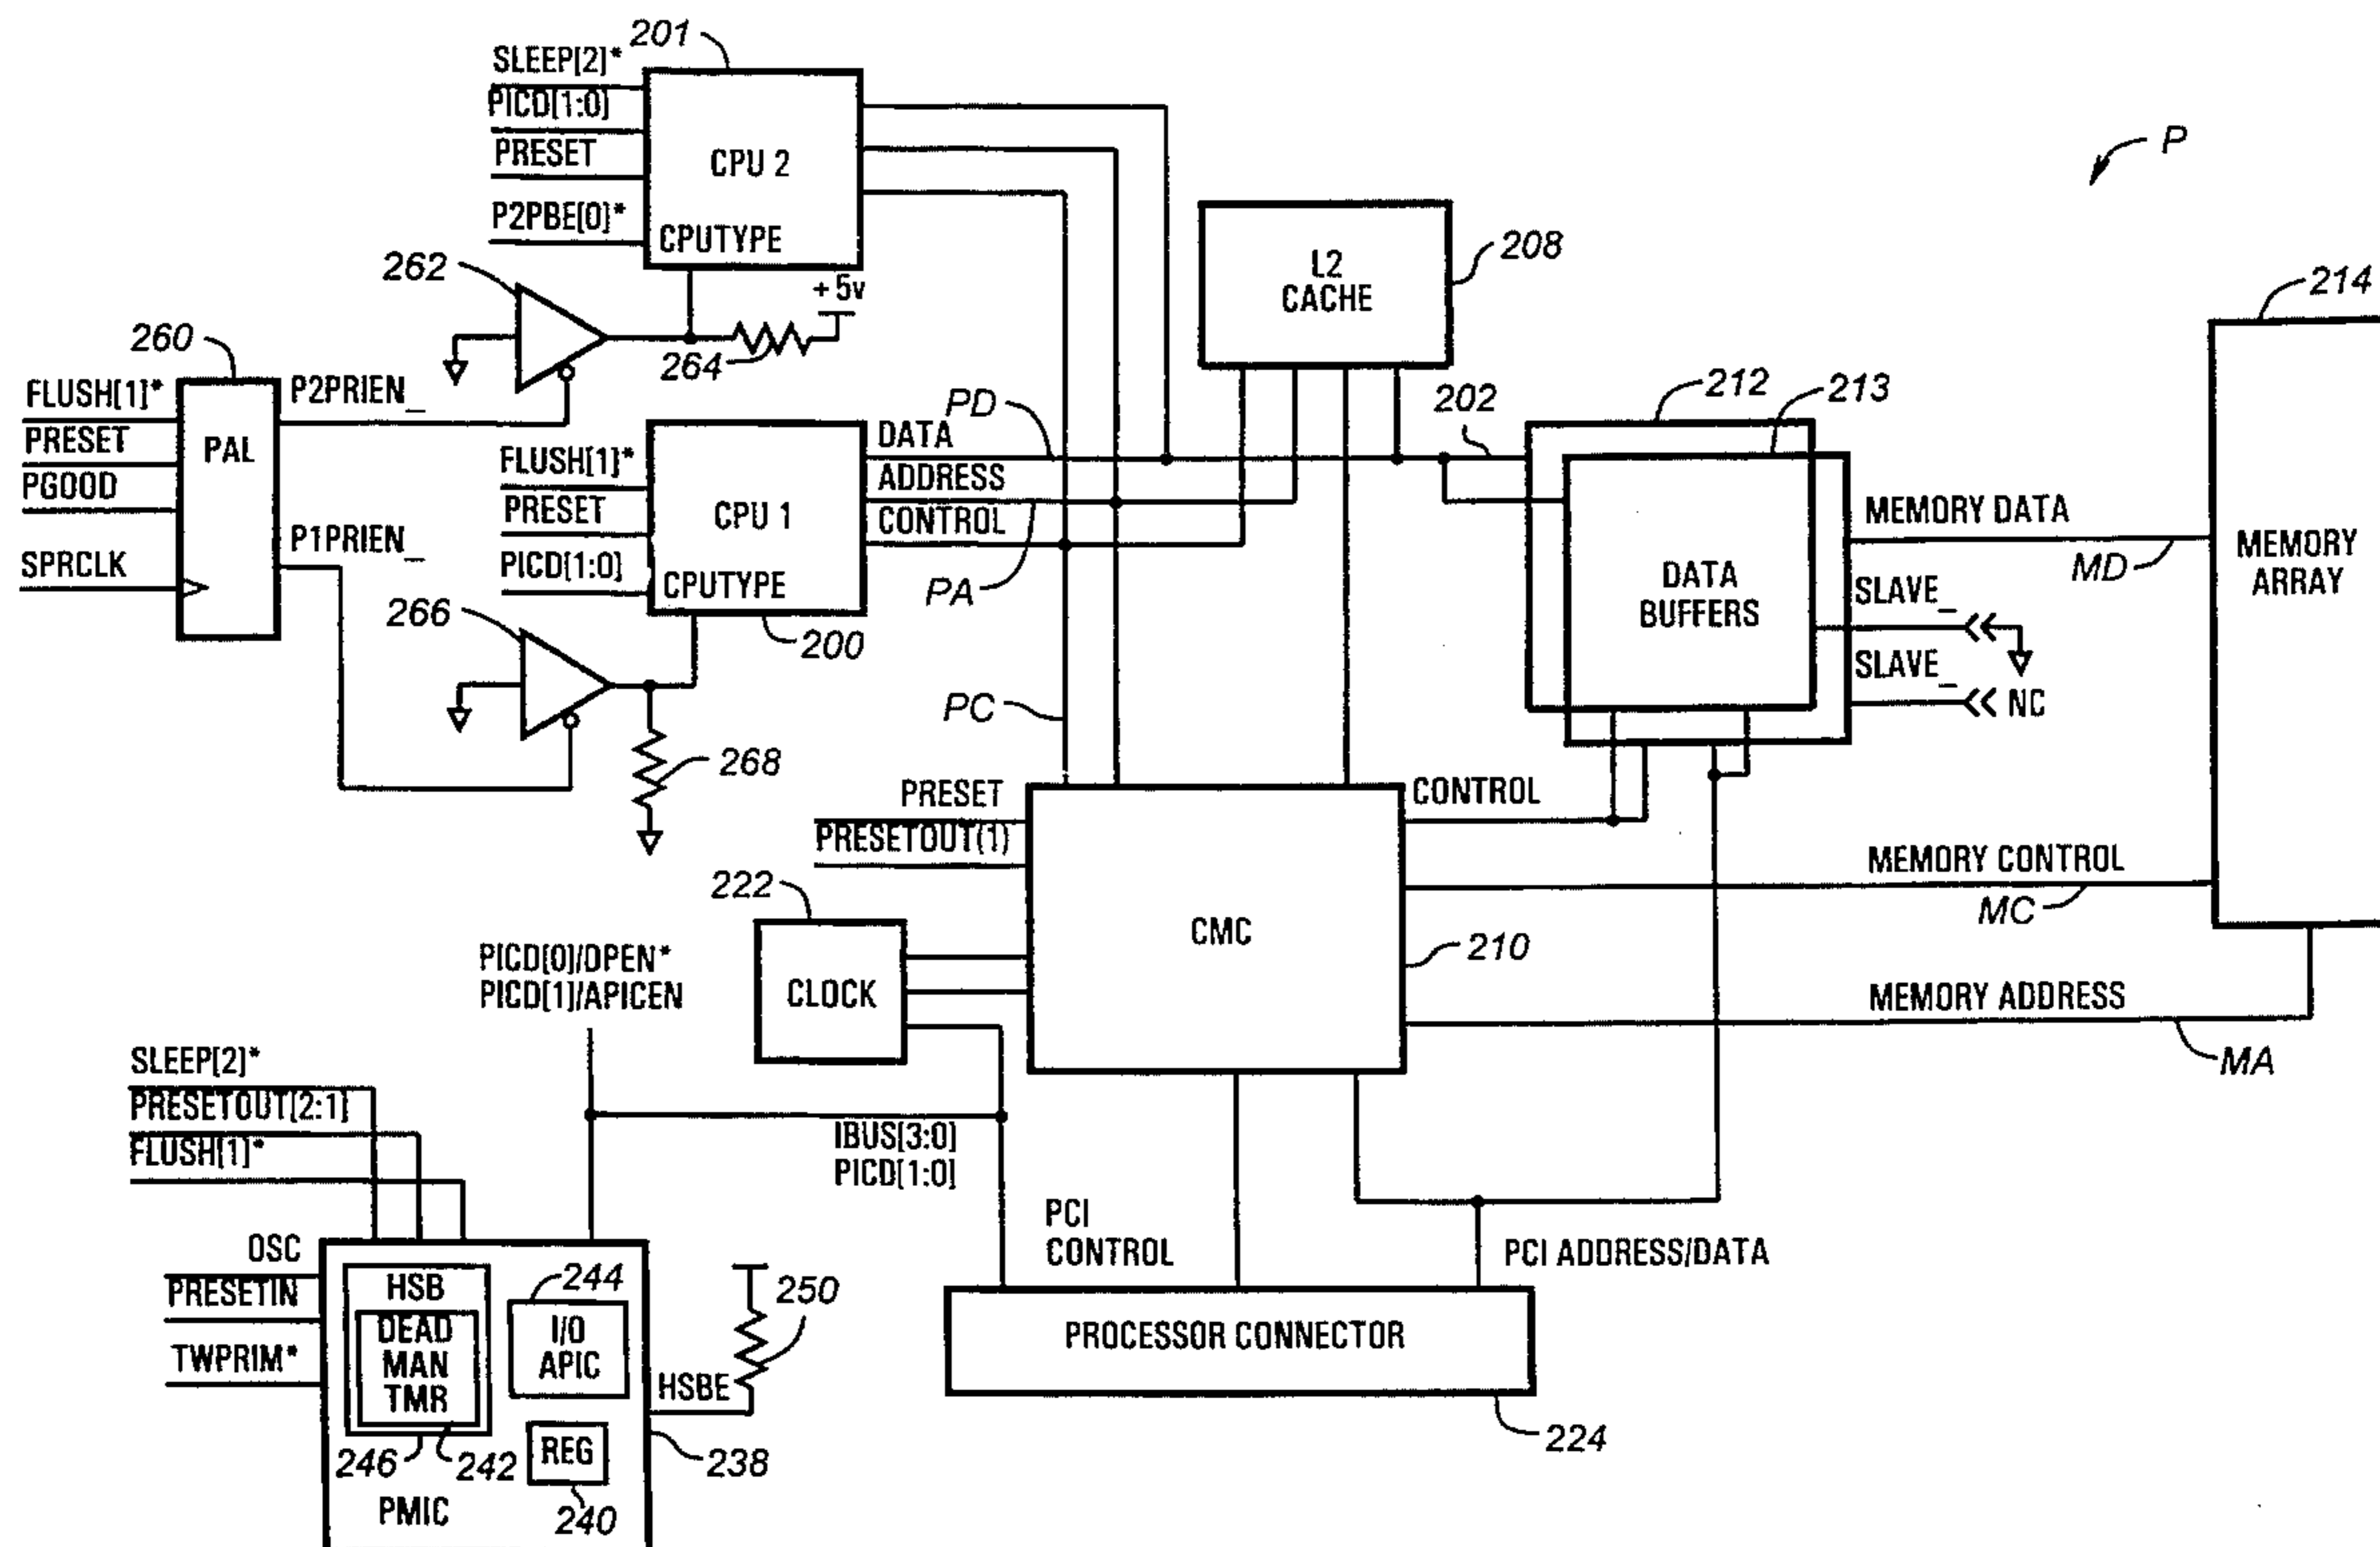 201
SLEEP[2]*
PICD[1:0]
PRESET
P2PBE[0]*
CPU 2
CPUTYPE
P
262
+5v
264
L2
CACHE
208
214
260
FLUSH[1]*
PRESET
PGOOD
SPRCLK
PAL
P2PRIEN_
P1PRIEN_
FLUSH[1]*
PRESET
PICD[1:0]
CPU 1
CPUTYPE
200
266
268
PD
DATA
ADDRESS
CONTROL
PA
PC
202
212
213
DATA
BUFFERS
MEMORY DATA
MD
SLAVE_
SLAVE_
NC
MEMORY
ARRAY
PRESET
PRESETOUT(1)
CONTROL
222
CLOCK
CMC
210
MEMORY CONTROL
MC
MEMORY ADDRESS
MA
PICD[0]/DPEN*
PICD[1]/APICEN
SLEEP[2]*
PRESETOUT[2:1]
FLUSH[1]*
IBUS[3:0]
PICD[1:0]
PCI
CONTROL
PCI ADDRESS/DATA
OSC
PRESETIN
TWPRIM*
HSB
DEAD
MAN
TMR
244
I/O
APIC
HSBE
250
REG
246
242
240
238
PMIC
PROCESSOR CONNECTOR
224